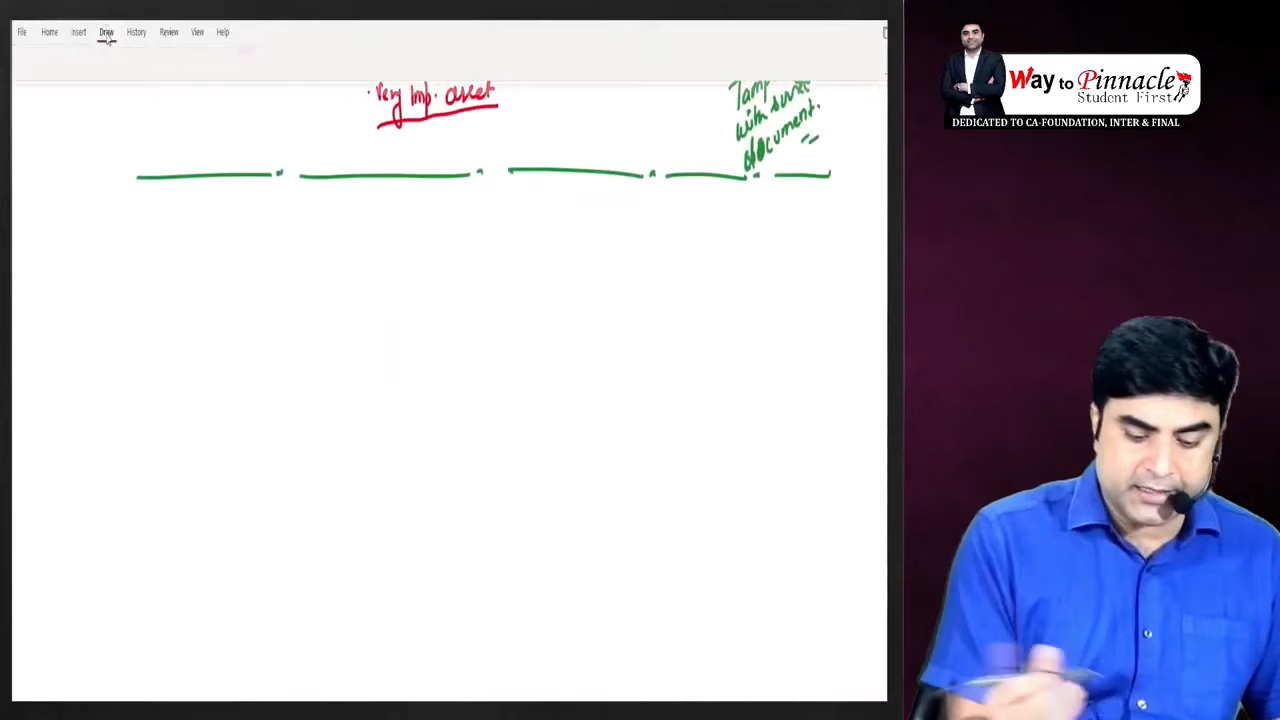 File Home Insert Draw History Review View Help
Way to Pinnacle
Student First
DEDICATED TO CA-FOUNDATION, INTER & FINAL
· Very Imp. asset
with
document.